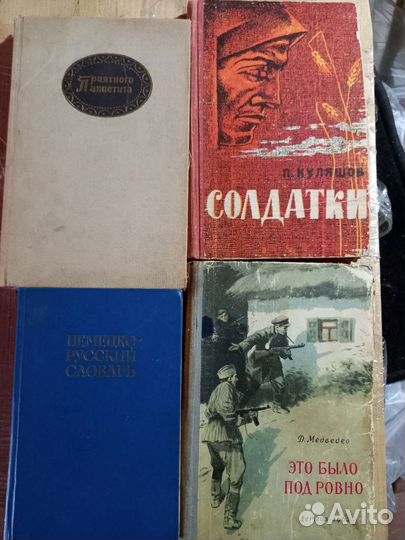 Приятного
аппетита
П. КУЛЯШОВ
СОЛДАТКИ
НЕМЕЦКО-
РУССКИЙ
СЛОВАРЬ
Д. Медведев
ЭТО БЫЛО
ПОД РОВНО
Avito